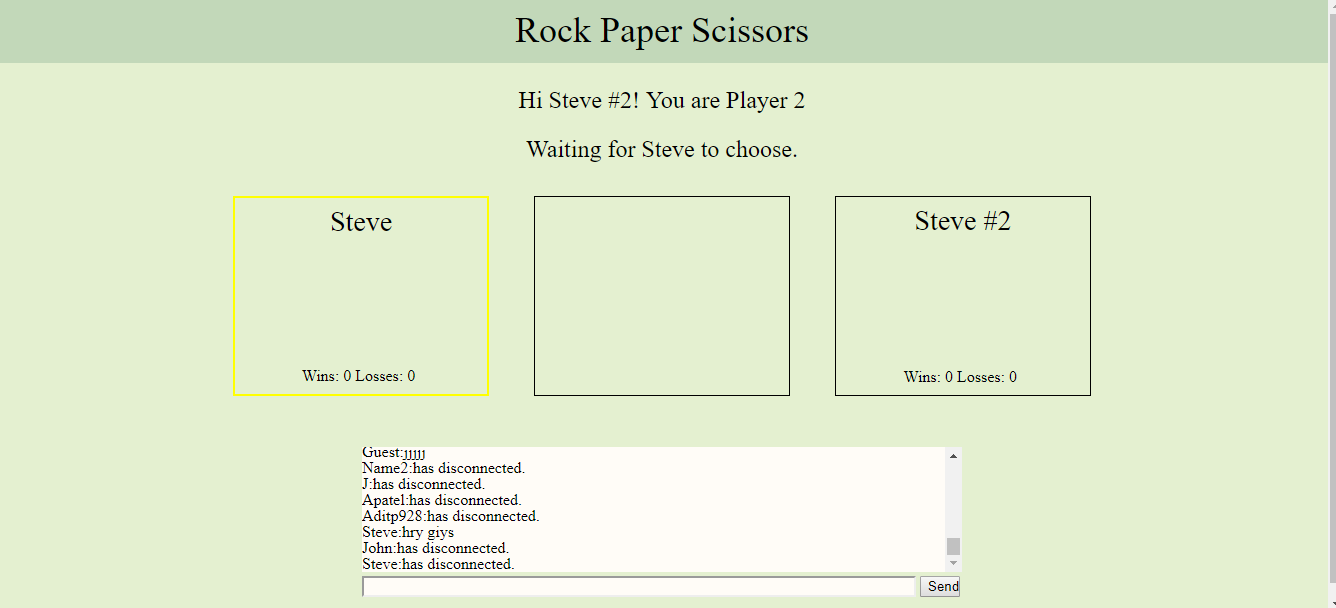 Rock Paper Scissors
Hi Steve #2! You are Player 2
Waiting for Steve to choose.
Steve
Steve #2
Wins: 0 Losses: 0
Wins: 0 Losses: 0
Guest:jjjjj
Name2:has disconnected.
J:has disconnected.
Apatel:has disconnected.
Aditp928:has disconnected.
Steve:hry giys
John:has disconnected.
Steve:has disconnected.
Send